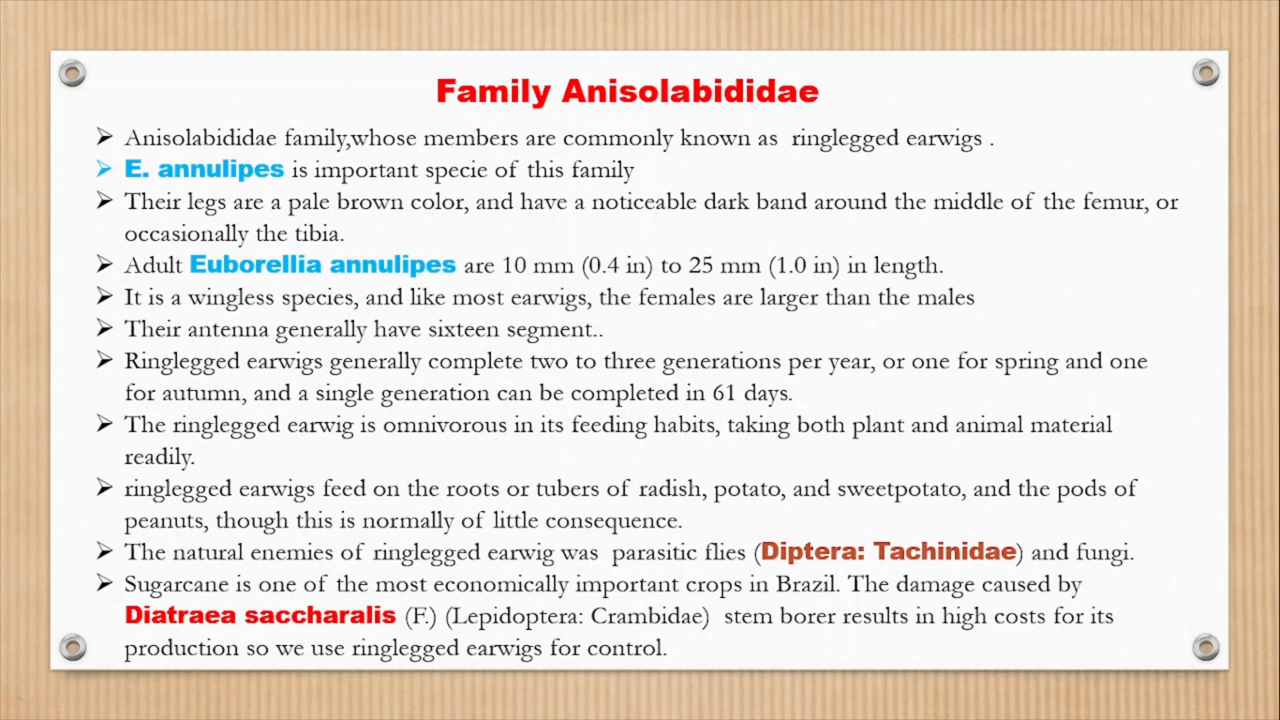 Family Anisolabididae
➢ Anisolabididae family,whose members are commonly known as ringlegged earwigs .
➢ E. annulipes is important specie of this family
➢ Their legs are a pale brown color, and have a noticeable dark band around the middle of the femur, or
occasionally the tibia.
➢ Adult Euborellia annulipes are 10 mm (0.4 in) to 25 mm (1.0 in) in length.
➢ It is a wingless species, and like most earwigs, the females are larger than the males
➢ Their antenna generally have sixteen segment..
➢ Ringlegged earwigs generally complete two to three generations per year, or one for spring and one
for autumn, and a single generation can be completed in 61 days.
➢ The ringlegged earwig is omnivorous in its feeding habits, taking both plant and animal material
readily.
➢ ringlegged earwigs feed on the roots or tubers of radish, potato, and sweetpotato, and the pods of
peanuts, though this is normally of little consequence.
➢ The natural enemies of ringlegged earwig was parasitic flies (Diptera: Tachinidae) and fungi.
➢ Sugarcane is one of the most economically important crops in Brazil. The damage caused by
Diatraea saccharalis (F.) (Lepidoptera: Crambidae) stem borer results in high costs for its
production so we use ringlegged earwigs for control.